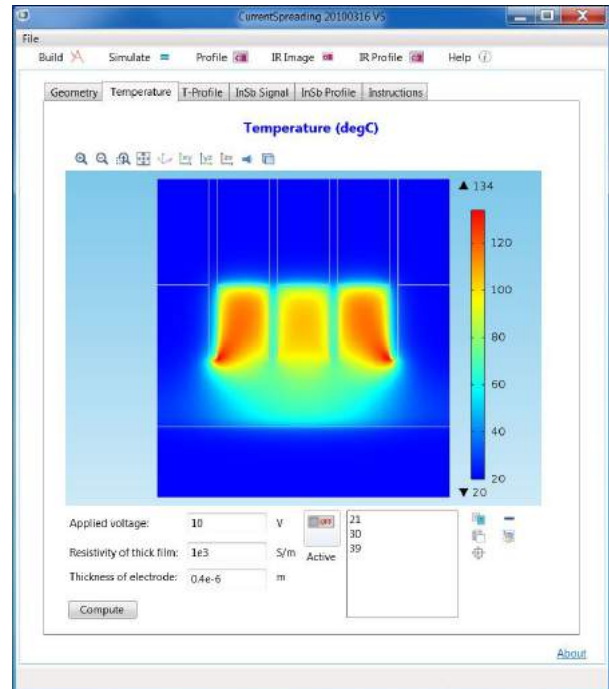 CurrentSpreading 20100316 V5
File
Build Simulate = Profile IR Image IR Profile Help
Geometry Temperature T-Profile InSb Signal InSb Profile Instructions
Temperature (degC)
134
120
100
80
60
40
20
20
Applied voltage: 10 V OFF 21
30
Resistivity of thick film: 1e3 S/m Active 39
Thickness of electrode: 0.4e-6 m
Compute
About